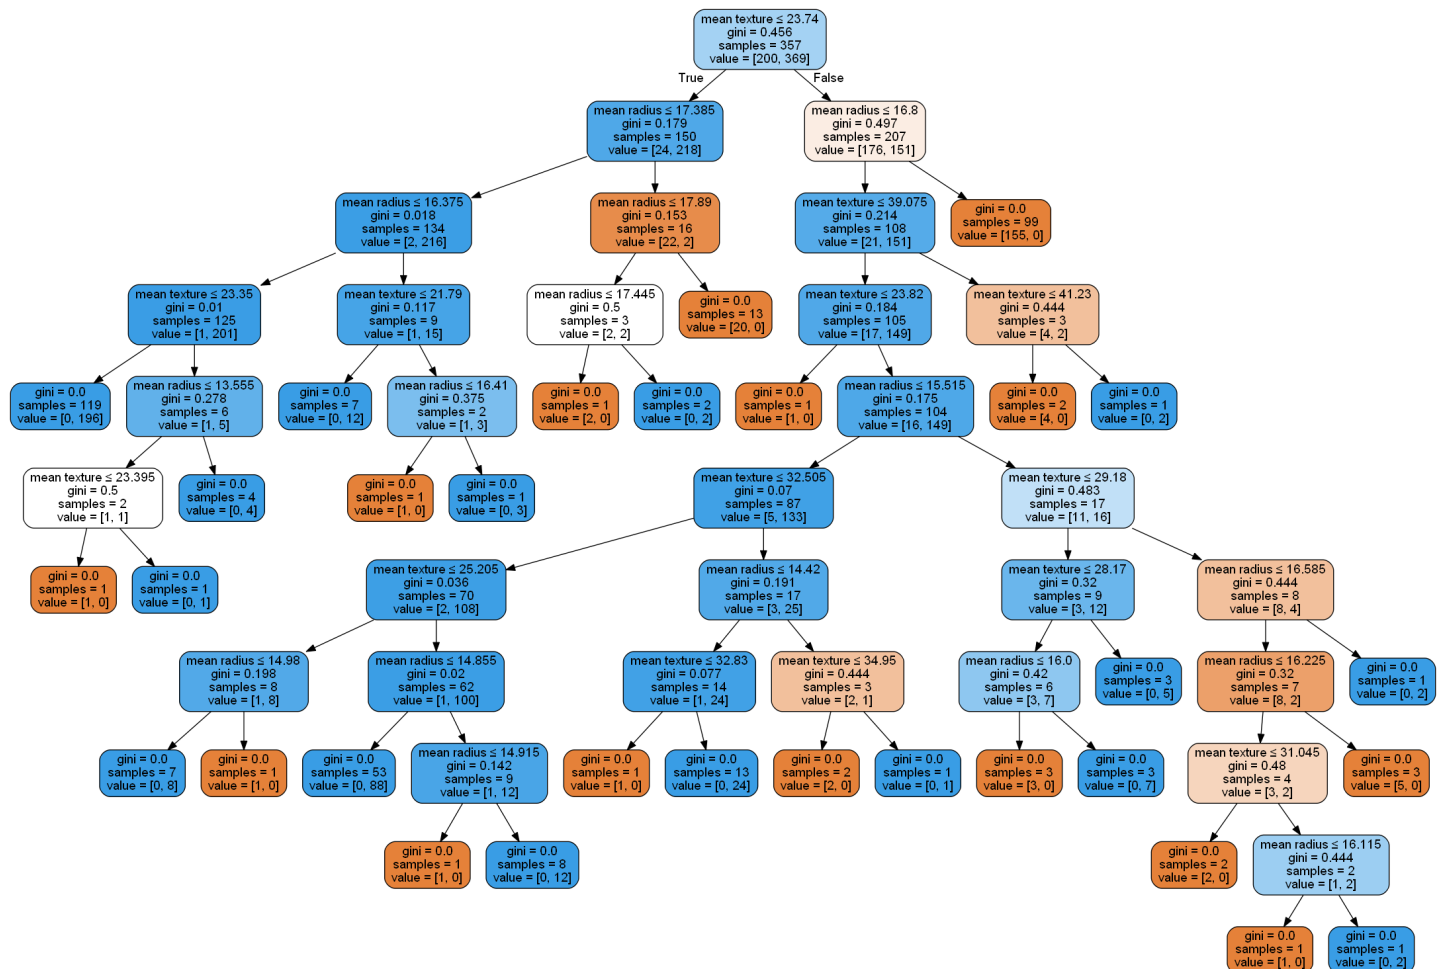 mean texture ≤ 23.74
gini = 0.456
samples = 357
value = [200, 369]
True
False
mean radius ≤ 17.385
gini = 0.179
samples = 150
value = [24, 218]
mean radius ≤ 16.8
gini = 0.497
samples = 207
value = [176, 151]
mean radius ≤ 16.375
gini = 0.018
samples = 134
value = [2, 216]
mean radius ≤ 17.89
gini = 0.153
samples = 16
value = [22, 2]
mean texture ≤ 39.075
gini = 0.214
samples = 108
value = [21, 151]
gini = 0.0
samples = 99
value = [155, 0]
mean texture ≤ 23.35
gini = 0.01
samples = 125
value = [1, 201]
mean texture ≤ 21.79
gini = 0.117
samples = 9
value = [1, 15]
mean radius ≤ 17.445
gini = 0.5
samples = 3
value = [2, 2]
gini = 0.0
samples = 13
value = [20, 0]
mean texture ≤ 23.82
gini = 0.184
samples = 105
value = [17, 149]
mean texture ≤ 41.23
gini = 0.444
samples = 3
value = [4, 2]
gini = 0.0
samples = 119
value = [0, 196]
mean radius ≤ 13.555
gini = 0.278
samples = 6
value = [1, 5]
gini = 0.0
samples = 7
value = [0, 12]
mean radius ≤ 16.41
gini = 0.375
samples = 2
value = [1, 3]
gini = 0.0
samples = 1
value = [2, 0]
gini = 0.0
samples = 2
value = [0, 2]
gini = 0.0
samples = 1
value = [1, 0]
mean radius ≤ 15.515
gini = 0.175
samples = 104
value = [16, 149]
gini = 0.0
samples = 2
value = [4, 0]
gini = 0.0
samples = 1
value = [0, 2]
mean texture ≤ 23.395
gini = 0.5
samples = 2
value = [1, 1]
gini = 0.0
samples = 4
value = [0, 4]
gini = 0.0
samples = 1
value = [1, 0]
gini = 0.0
samples = 1
value = [0, 3]
mean texture ≤ 32.505
gini = 0.07
samples = 87
value = [5, 133]
mean texture ≤ 29.18
gini = 0.483
samples = 17
value = [11, 16]
gini = 0.0
samples = 1
value = [1, 0]
gini = 0.0
samples = 1
value = [0, 1]
mean texture ≤ 25.205
gini = 0.036
samples = 70
value = [2, 108]
mean radius ≤ 14.42
gini = 0.191
samples = 17
value = [3, 25]
mean texture ≤ 28.17
gini = 0.32
samples = 9
value = [3, 12]
mean radius ≤ 16.585
gini = 0.444
samples = 8
value = [8, 4]
mean radius ≤ 14.98
gini = 0.198
samples = 8
value = [1, 8]
mean radius ≤ 14.855
gini = 0.02
samples = 62
value = [1, 100]
mean texture ≤ 32.83
gini = 0.077
samples = 14
value = [1, 24]
mean texture ≤ 34.95
gini = 0.444
samples = 3
value = [2, 1]
mean radius ≤ 16.0
gini = 0.42
samples = 6
value = [3, 7]
gini = 0.0
samples = 3
value = [0, 5]
mean radius ≤ 16.225
gini = 0.32
samples = 7
value = [8, 2]
gini = 0.0
samples = 1
value = [0, 2]
gini = 0.0
samples = 7
value = [0, 8]
gini = 0.0
samples = 1
value = [1, 0]
gini = 0.0
samples = 53
value = [0, 88]
mean radius ≤ 14.915
gini = 0.142
samples = 9
value = [1, 12]
gini = 0.0
samples = 1
value = [1, 0]
gini = 0.0
samples = 13
value = [0, 24]
gini = 0.0
samples = 2
value = [2, 0]
gini = 0.0
samples = 1
value = [0, 1]
gini = 0.0
samples = 3
value = [3, 0]
gini = 0.0
samples = 3
value = [0, 7]
mean texture ≤ 31.045
gini = 0.48
samples = 4
value = [3, 2]
gini = 0.0
samples = 3
value = [5, 0]
gini = 0.0
samples = 1
value = [1, 0]
gini = 0.0
samples = 8
value = [0, 12]
gini = 0.0
samples = 2
value = [2, 0]
mean radius ≤ 16.115
gini = 0.444
samples = 2
value = [1, 2]
gini = 0.0
samples = 1
value = [1, 0]
gini = 0.0
samples = 1
value = [0, 2]